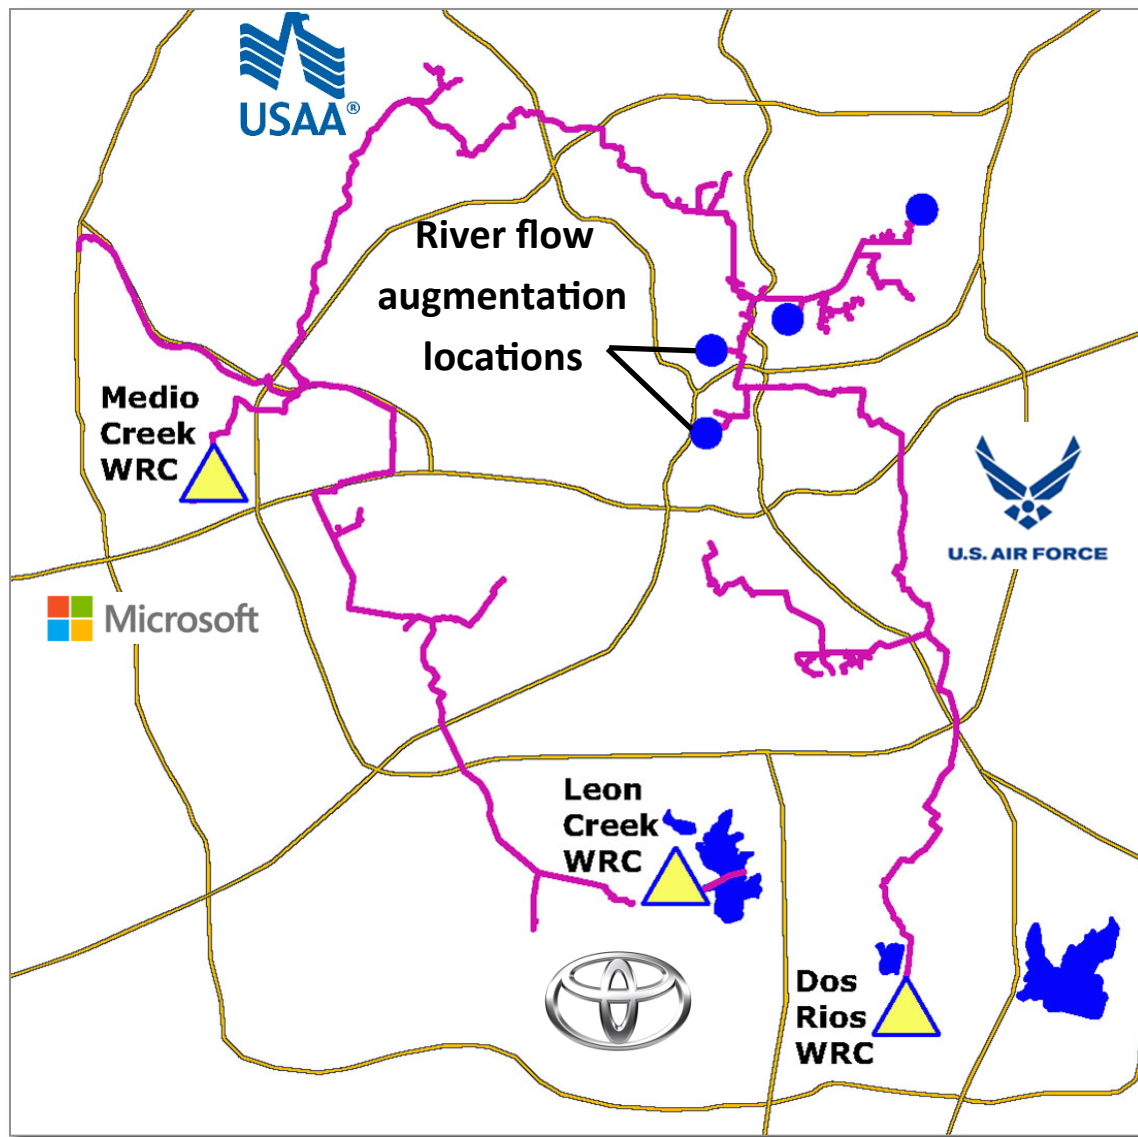 USAA®
River flow
augmentation
locations
Medio
Creek
WRC
U.S. AIR FORCE
Microsoft
Leon
Creek
WRC
Dos
Rios
WRC